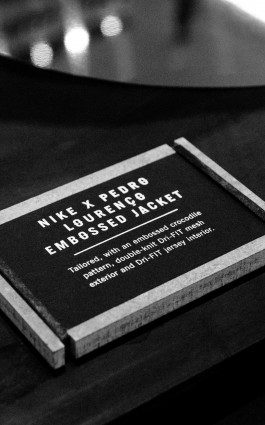 NIKE X PEDRO
LOURENÇO
EMBOSSED JACKET
Tailored, with an embossed crocodile
pattern, double-knit Dri-FIT mesh
exterior and Dri-FIT jersey interior.